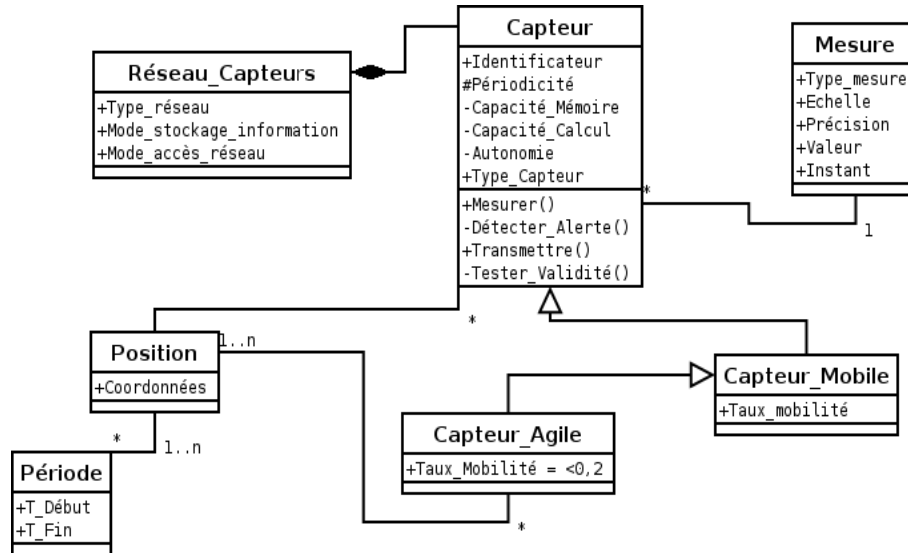 Réseau_Capteurs
+Type_réseau
+Mode_stockage_information
+Mode_accès_réseau
Capteur
+Identificateur
#Périodicité
-Capacité_Mémoire
-Capacité_Calcul
-Autonomie
+Type_Capteur
+Mesurer()
-Détecter_Alerte()
+Transmettre()
-Tester_Validité()
Mesure
+Type_mesure
+Echelle
+Précision
+Valeur
+Instant
*
1
*
1..n
Position
+Coordonnées
*
1..n
Période
+T_Début
+T_Fin
Capteur_Agile
+Taux_Mobilité = <0,2
*
Capteur_Mobile
+Taux_mobilité